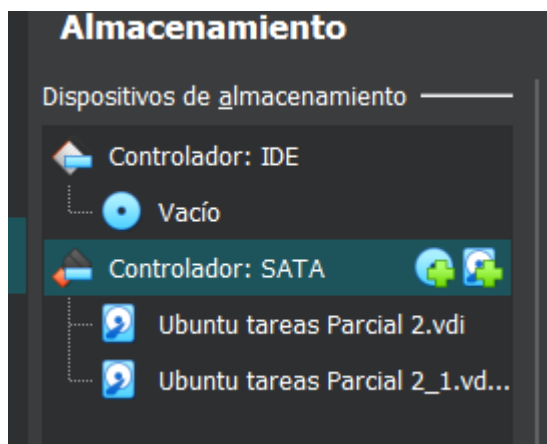 Almacenamiento
Dispositivos de almacenamiento
Controlador: IDE
Vacío
Controlador: SATA
Ubuntu tareas Parcial 2.vdi
Ubuntu tareas Parcial 2_1.vd...